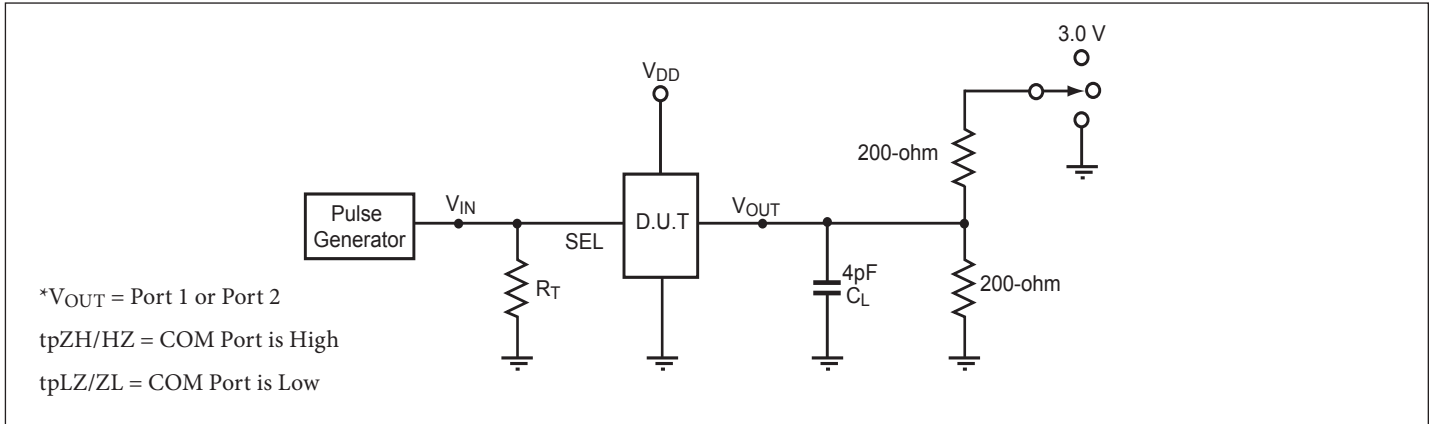 3.0 V
VDD
200-ohm
Pulse
Generator
VIN
SEL
D.U.T
VOUT
RT
4pF
CL
200-ohm
*VOUT = Port 1 or Port 2
tpZH/HZ = COM Port is High
tpLZ/ZL = COM Port is Low